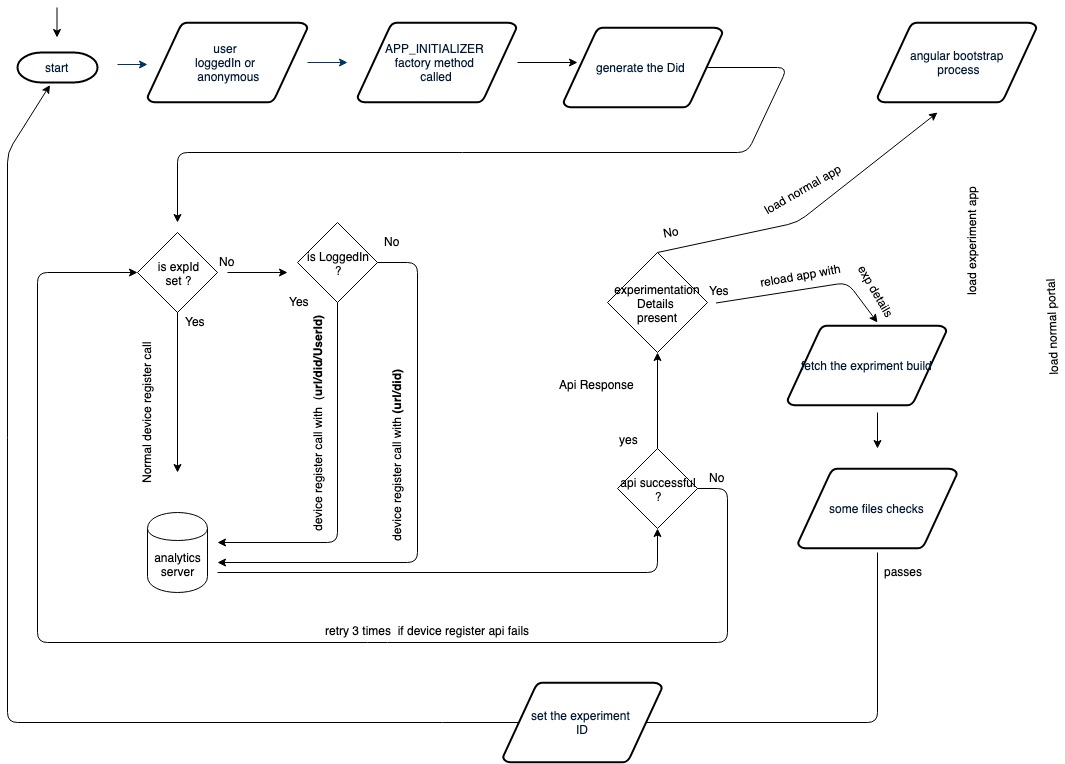 start
user
loggedIn or
anonymous
APP_INITIALIZER
factory method
called
generate the Did
angular bootstrap
process
load normal app
load experiment app
load normal portal
is expId
set ?
No
Yes
is LoggedIn
?
No
Yes
Normal device register call
device register call with (url/did/UserId)
device register call with (url/did)
analytics
server
No
experimentation
Details
present
Yes
reload app with
exp details
fetch the expriment build
Api Response
yes
api successful
?
No
some files checks
passes
retry 3 times if device register api fails
set the experiment
ID